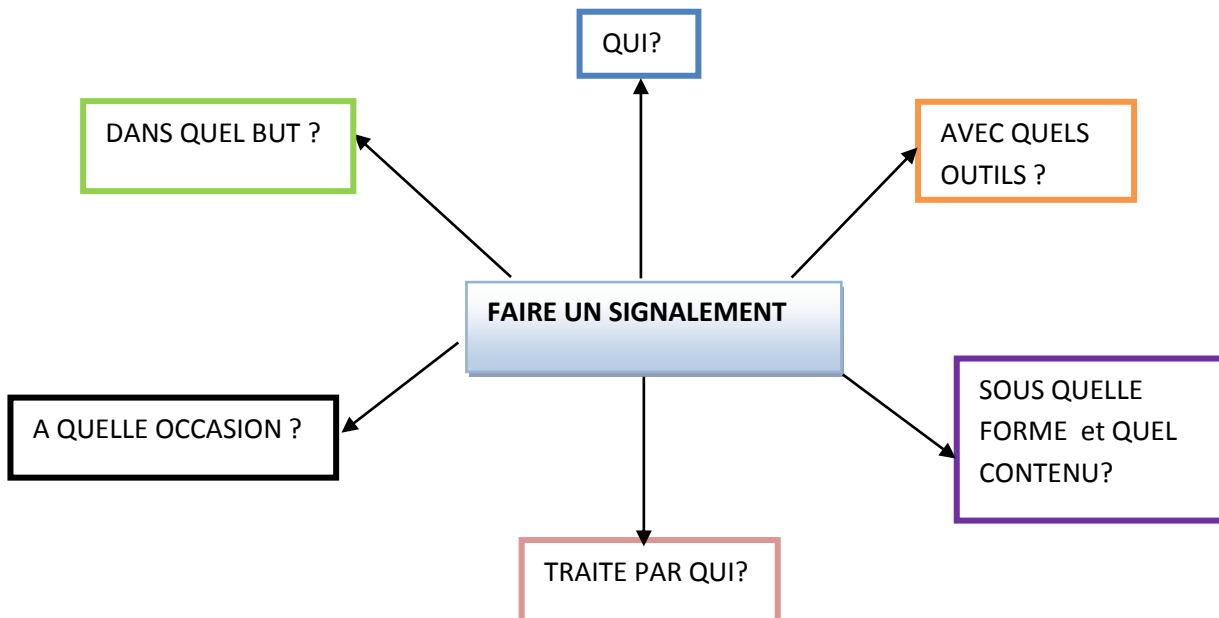 QUI?
DANS QUEL BUT ?
AVEC QUELS
OUTILS ?
FAIRE UN SIGNALEMENT
A QUELLE OCCASION ?
SOUS QUELLE
FORME et QUEL
CONTENU?
TRAITE PAR QUI?